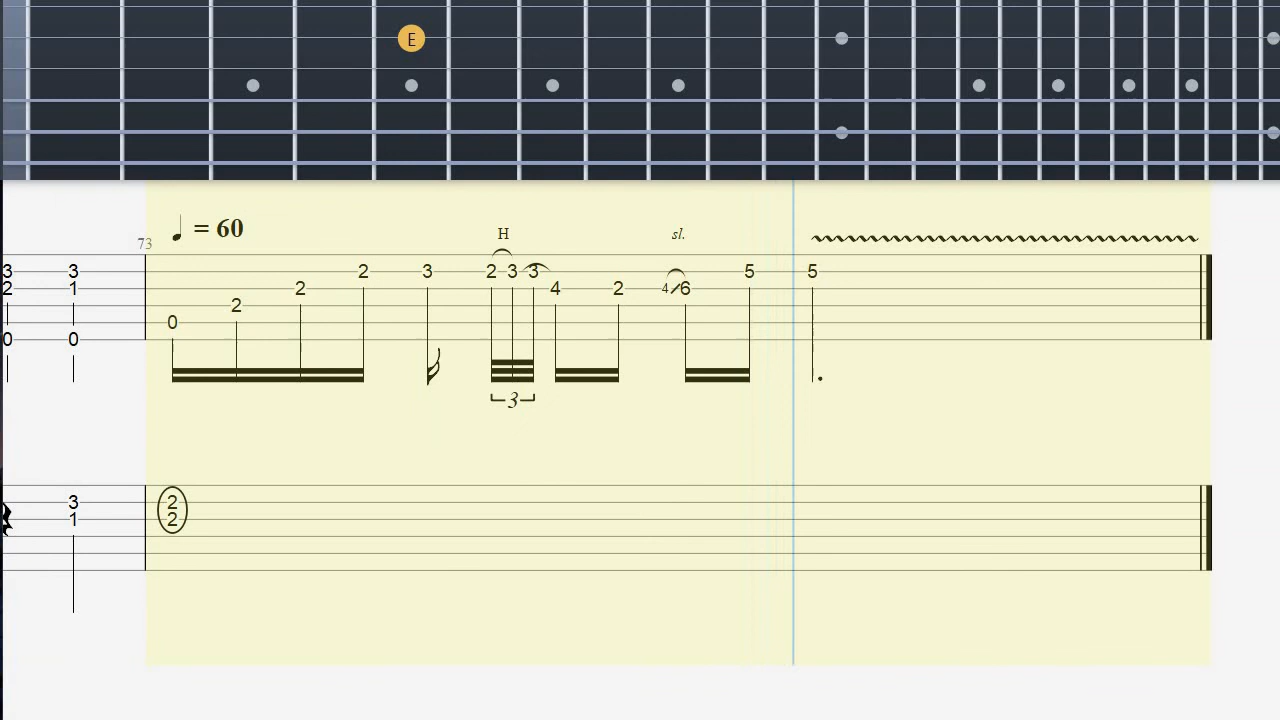 E
♩ = 60
73
H
sl.
3 3 2 3 2 3 3 5 5
2 1 2 4 2 4 6
2
0
0 0
3
3 2
1 2